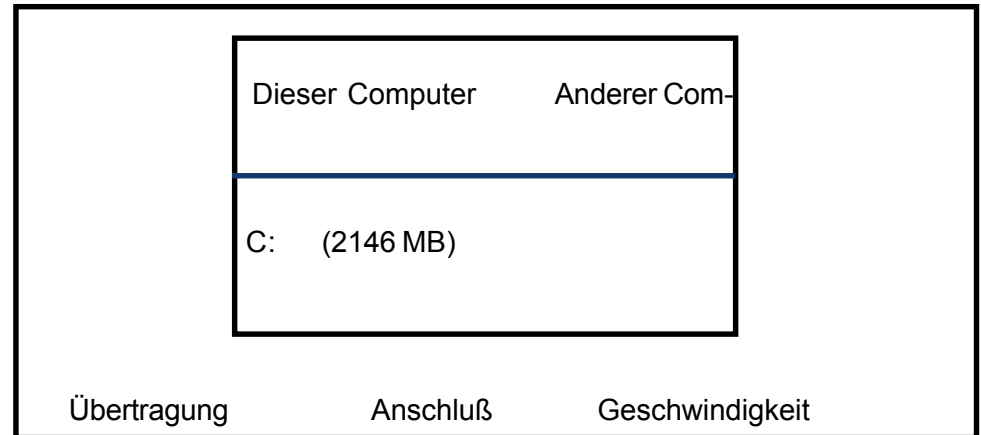 Dieser Computer Anderer Com-
C: (2146 MB)
Übertragung Anschluß Geschwindigkeit